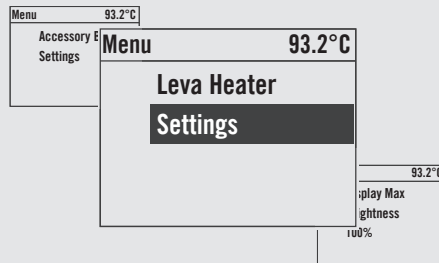 Menu 93.2°C
Accessory
Settings
Menu 93.2°C
Leva Heater
Settings
93.2°
Max
100%